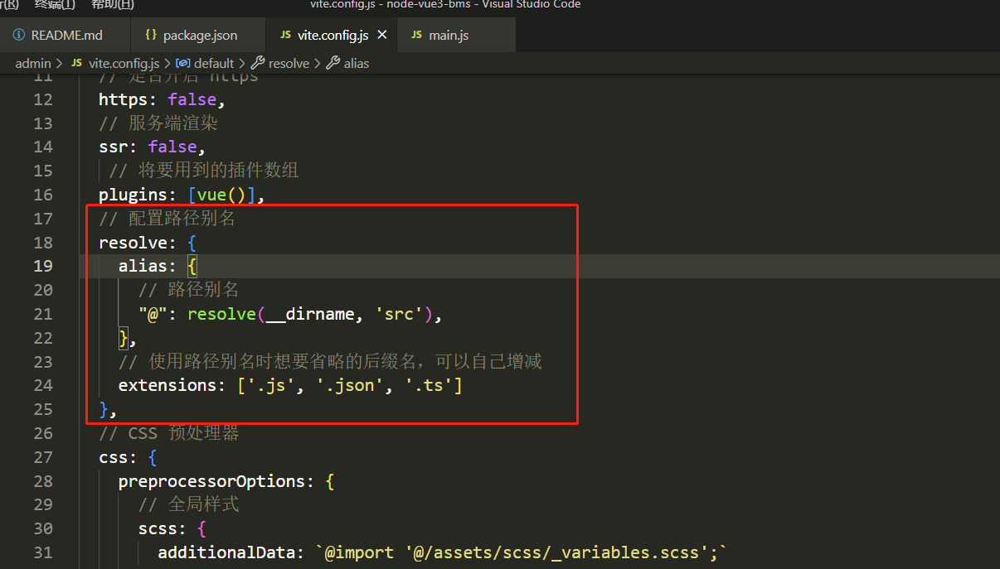 (R) 终端(T) 帮助(H) vite.config.js - node-vue3-bms - Visual Studio Code
README.md {} package.json JS vite.config.js × JS main.js
admin > JS vite.config.js > default > resolve > alias
11 // 是否开启 https
12 https: false,
13 // 服务端渲染
14 ssr: false,
15 // 将要用到的插件数组
16 plugins: [vue()],
17 // 配置路径别名
18 resolve: {
19 alias: {
20 // 路径别名
21 "@": resolve(__dirname, 'src'),
22 },
23 // 使用路径别名时想要省略的后缀名，可以自己增减
24 extensions: ['.js', '.json', '.ts']
25 },
26 // CSS 预处理器
27 css: {
28 preprocessorOptions: {
29 // 全局样式
30 scss: {
31 additionalData: `@import '@/assets/scss/_variables.scss';`